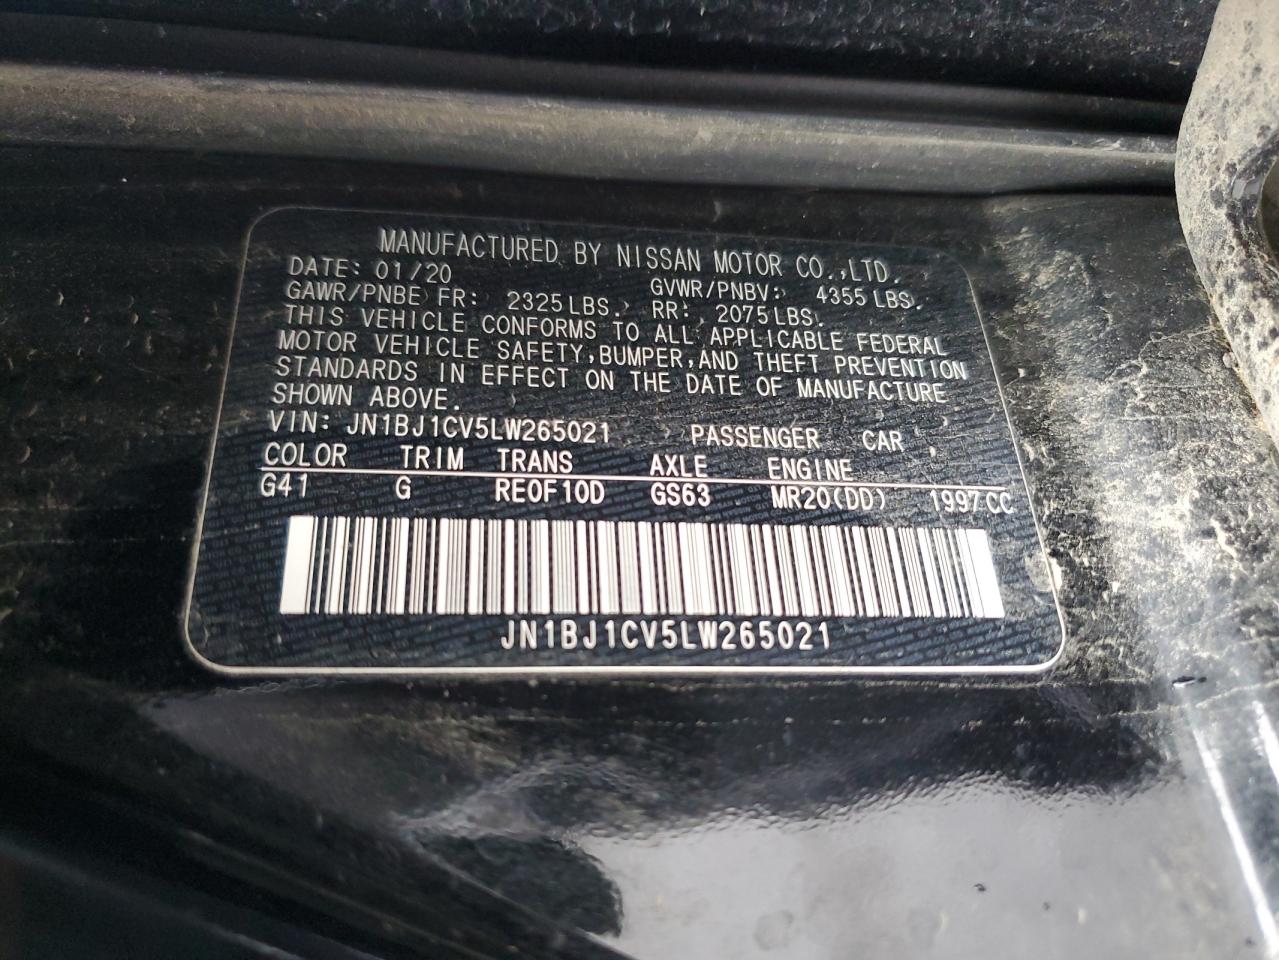 MANUFACTURED BY NISSAN MOTOR CO.,LTD.
DATE: 01/20 GVWR/PNBV: 4355 LBS.
GAWR/PNBE FR: 2325 LBS. RR: 2075 LBS.
THIS VEHICLE CONFORMS TO ALL APPLICABLE FEDERAL
MOTOR VEHICLE SAFETY,BUMPER,AND THEFT PREVENTION
STANDARDS IN EFFECT ON THE DATE OF MANUFACTURE
SHOWN ABOVE.
VIN: JN1BJ1CV5LW265021 PASSENGER CAR
COLOR TRIM TRANS AXLE ENGINE
G41 G RE0F10D GS63 MR20(DD) 1997CC
JN1BJ1CV5LW265021